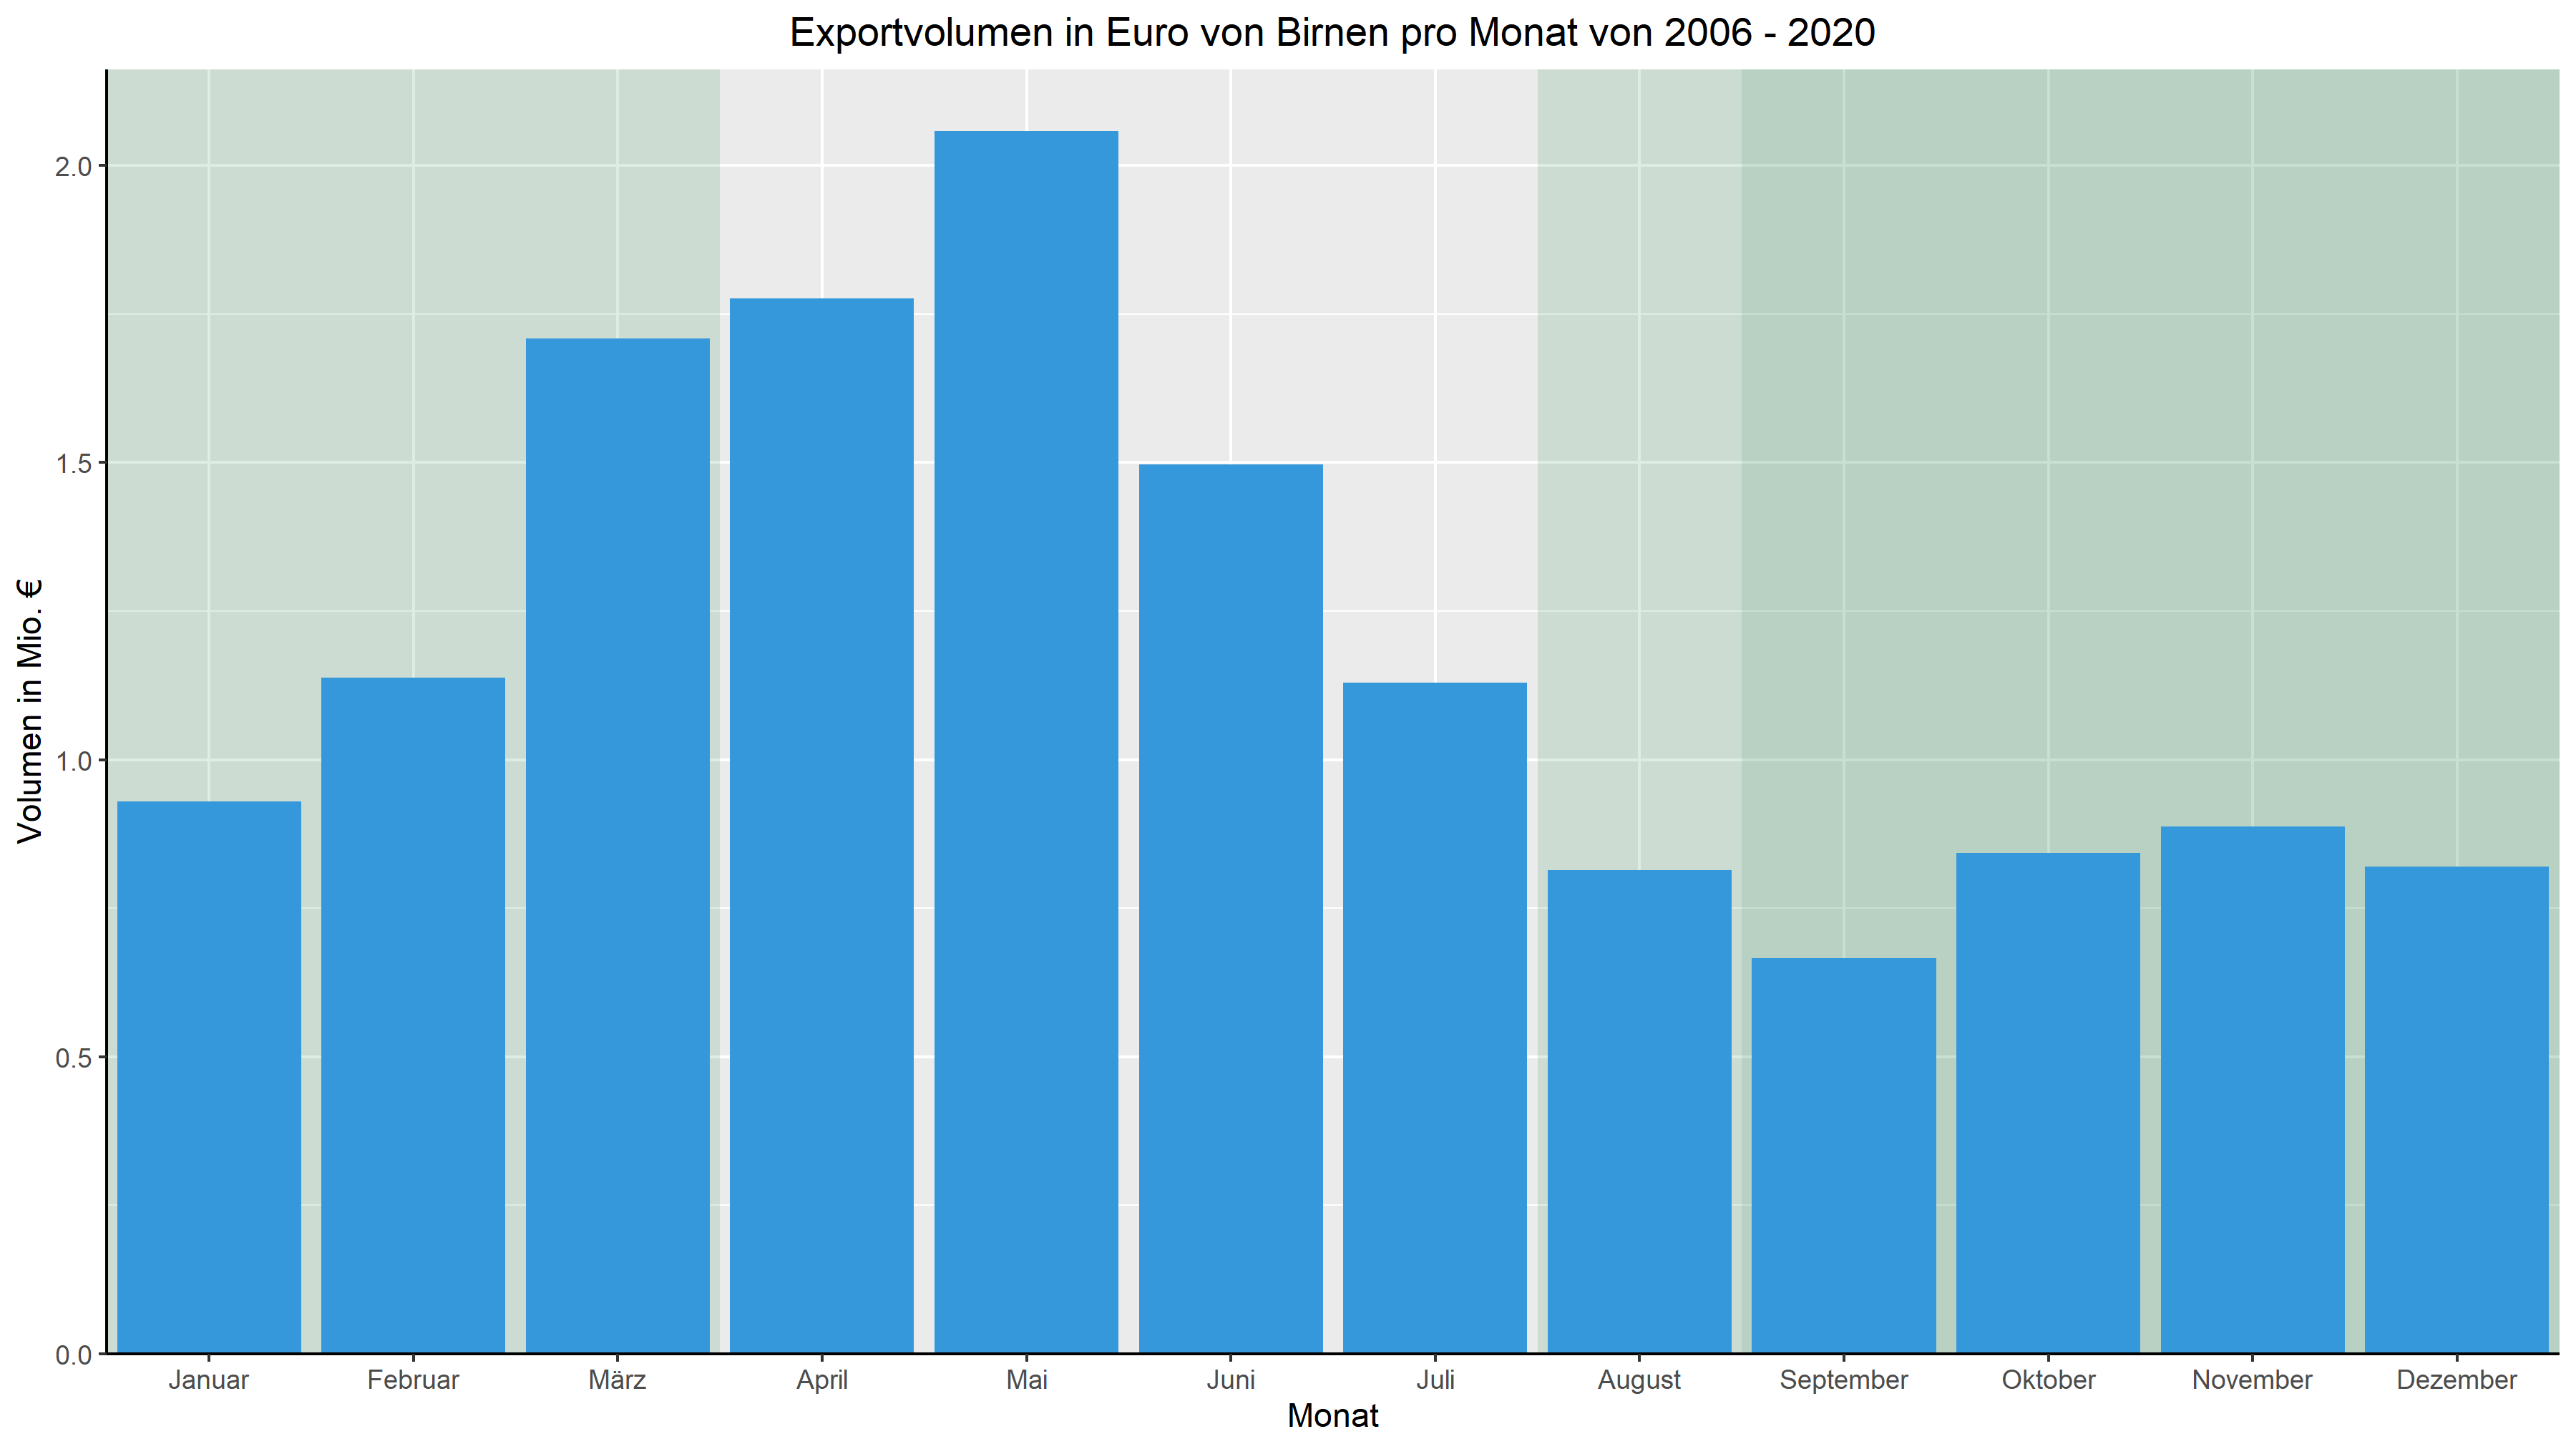 Exportvolumen in Euro von Birnen pro Monat von 2006 - 2020
Volumen in Mio. €
2.0
1.5
1.0
0.5
0.0
Januar Februar März April Mai Juni Juli August September Oktober November Dezember
Monat